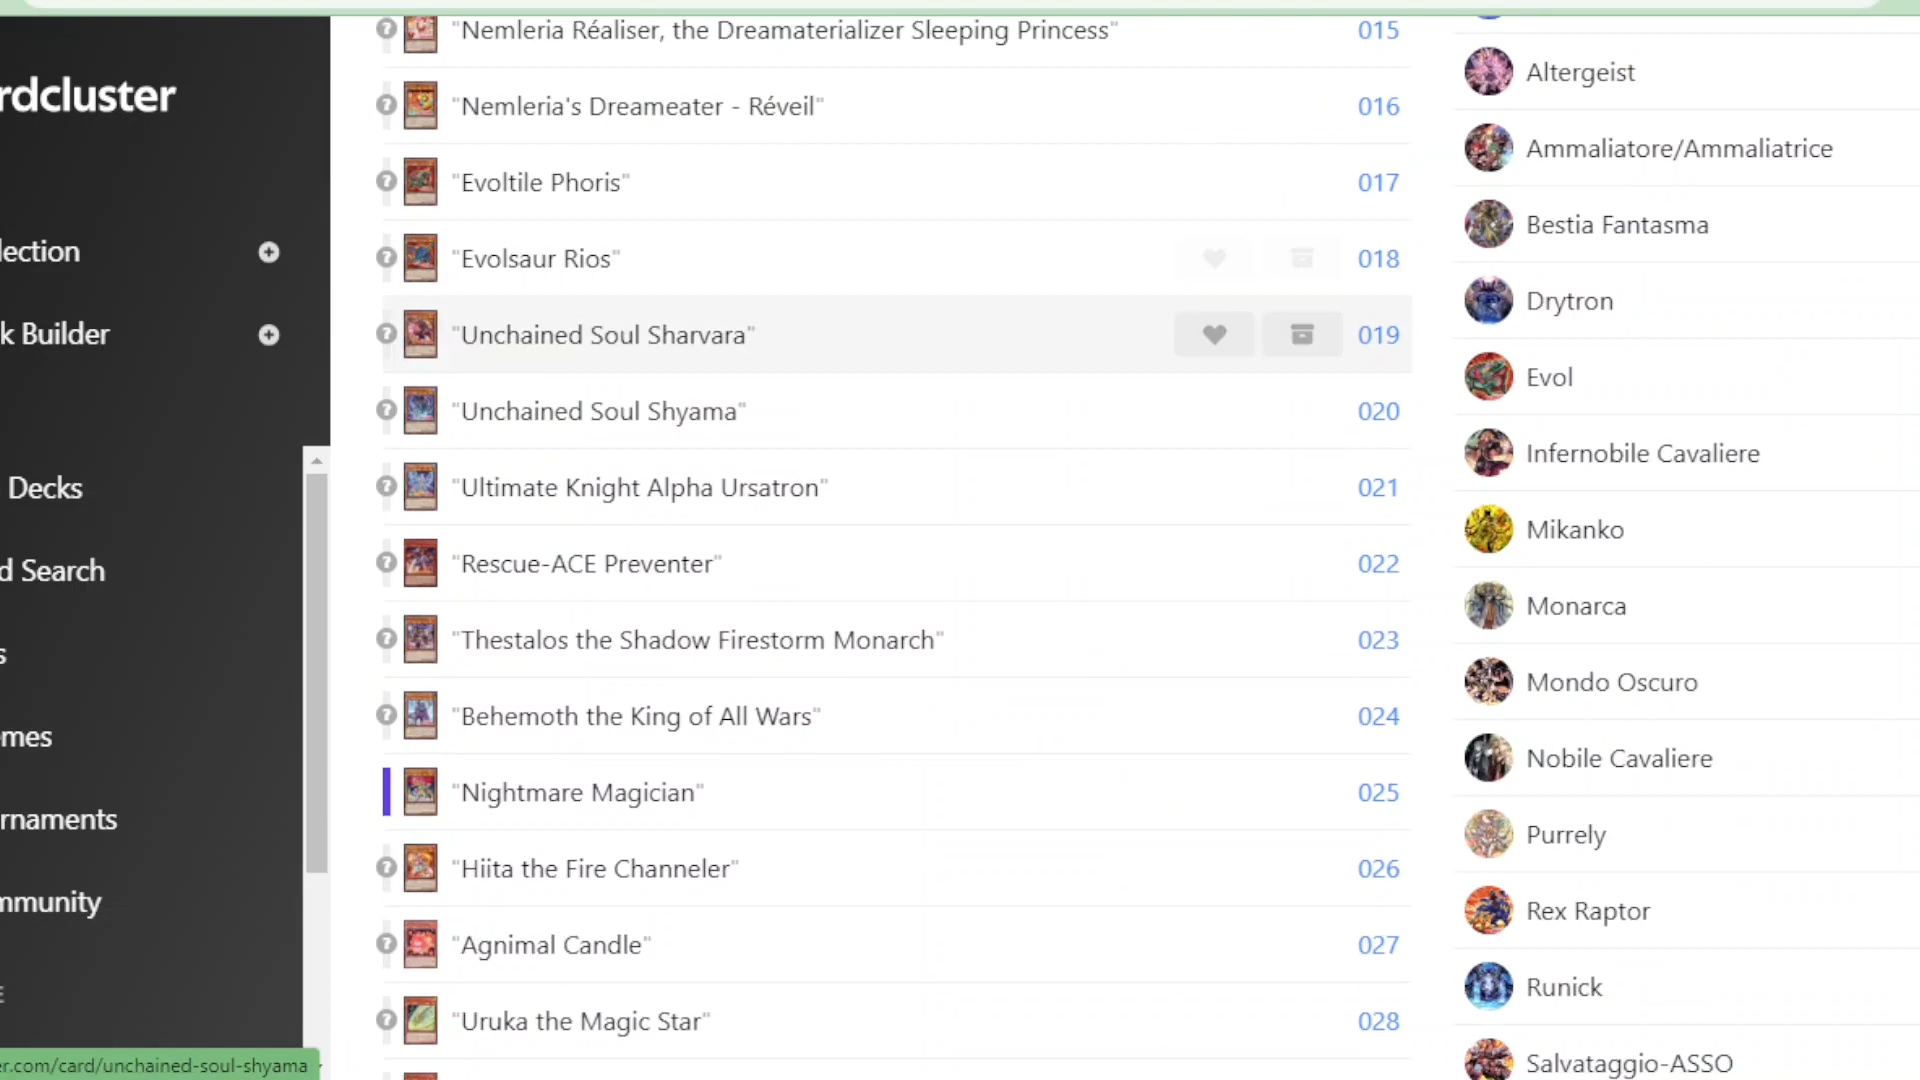 rdcluster
lection
k Builder
Decks
d Search
s
emes
rnaments
mmunity
E
er.com/card/unchained-soul-shyama
"Nemleria Réaliser, the Dreamaterializer Sleeping Princess" 015
"Nemleria's Dreameater - Réveil" 016
"Evoltile Phoris" 017
"Evolsaur Rios" 018
"Unchained Soul Sharvara" 019
"Unchained Soul Shyama" 020
"Ultimate Knight Alpha Ursatron" 021
"Rescue-ACE Preventer" 022
"Thestalos the Shadow Firestorm Monarch" 023
"Behemoth the King of All Wars" 024
"Nightmare Magician" 025
"Hiita the Fire Channeler" 026
"Agnimal Candle" 027
"Uruka the Magic Star" 028
Altergeist
Ammaliatore/Ammaliatrice
Bestia Fantasma
Drytron
Evol
Infernobile Cavaliere
Mikanko
Monarca
Mondo Oscuro
Nobile Cavaliere
Purrely
Rex Raptor
Runick
Salvataggio-ASSO